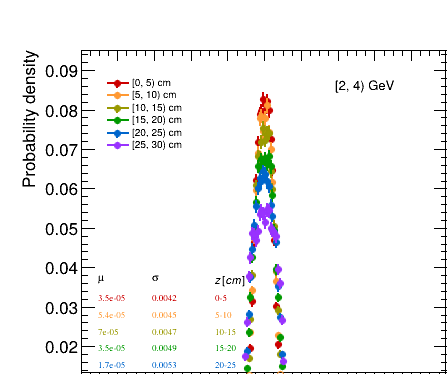 Probability density
0.09
0.08
0.07
0.06
0.05
0.04
0.03
0.02
[2, 4) GeV
[0, 5) cm
[5, 10) cm
[10, 15) cm
[15, 20) cm
[20, 25) cm
[25, 30) cm
μ σ z[cm]
3.5e-05 0.0042 0-5
5.4e-05 0.0045 5-10
7e-05 0.0047 10-15
3.5e-05 0.0049 15-20
1.7e-05 0.0053 20-25